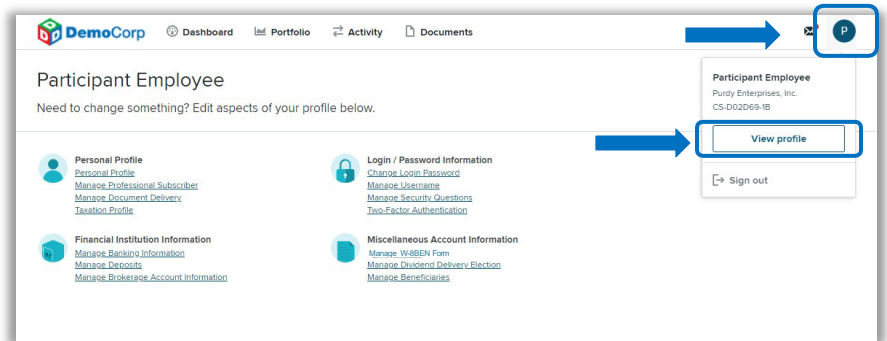 DemoCorp Dashboard Portfolio Activity Documents P
Participant Employee
Need to change something? Edit aspects of your profile below.
Participant Employee
Purdy Enterprises, Inc.
CS-D02D69-1B
View profile
Sign out
Personal Profile
Personal Profile
Manage Professional Subscriber
Manage Document Delivery
Taxation Profile
Login / Password Information
Change Login Password
Manage Username
Manage Security Questions
Two-Factor Authentication
Financial Institution Information
Manage Banking Information
Manage Deposits
Manage Brokerage Account Information
Miscellaneous Account Information
Manage W-8BEN Form
Manage Dividend Delivery Election
Manage Beneficiaries